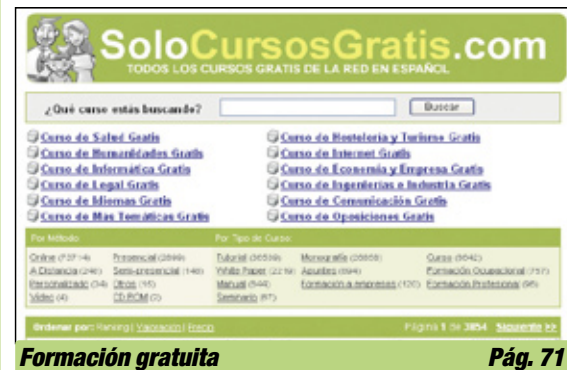 SoloCursosGratis.com
TODOS LOS CURSOS GRATIS DE LA RED EN ESPAÑOL
¿Qué curso estás buscando? Buscar
Curso de Salud Gratis
Curso de Humanidades Gratis
Curso de Informática Gratis
Curso de Legal Gratis
Curso de Idiomas Gratis
Curso de Mas Temáticas Gratis
Curso de Hostelería y Turismo Gratis
Curso de Internet Gratis
Curso de Economía y Empresa Gratis
Curso de Ingenierías e Industria Gratis
Curso de Comunicación Gratis
Curso de Oposiciones Gratis
Por Método:
Online
Presencial
A Distancia
Semi-presencial
Personalizado
Otros
Vídeo (4)
CD-ROM
Por Tipo de Curso:
Tutorial
Monografía
Curso
White Paper
Apuntes
Formación Ocupacional
Manual
Formación a empresas
Formación Profesional
Seminario
Ordenar por: Ranking | Valoración | Precio
Página 1 de 3854 Siguiente >>
Formación gratuita Pág. 71